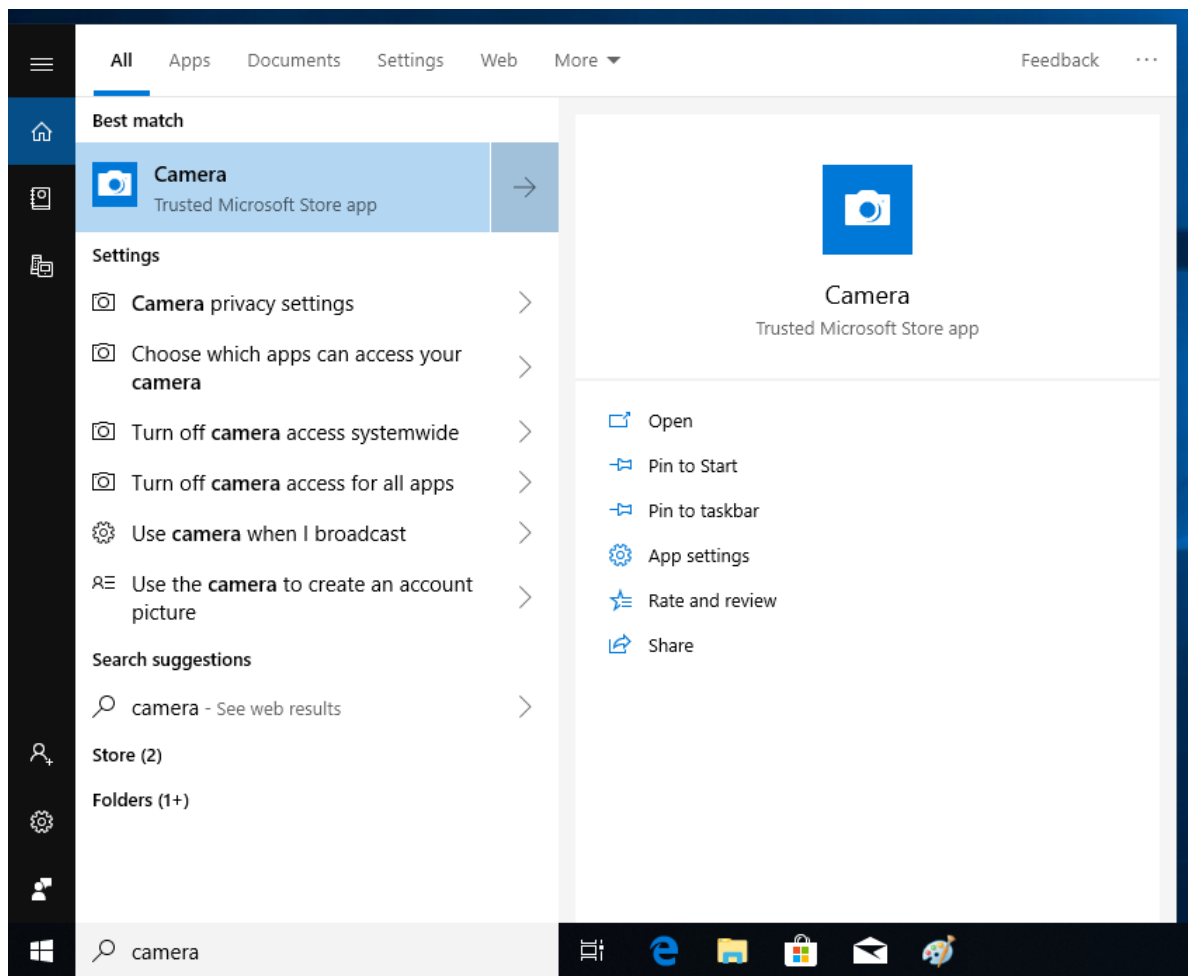 All Apps Documents Settings Web More Feedback ...
Best match
Camera
Trusted Microsoft Store app
Settings
Camera privacy settings
Choose which apps can access your
camera
Turn off camera access systemwide
Turn off camera access for all apps
Use camera when I broadcast
Use the camera to create an account
picture
Search suggestions
camera - See web results
Store (2)
Folders (1+)
Camera
Trusted Microsoft Store app
Open
Pin to Start
Pin to taskbar
App settings
Rate and review
Share
camera